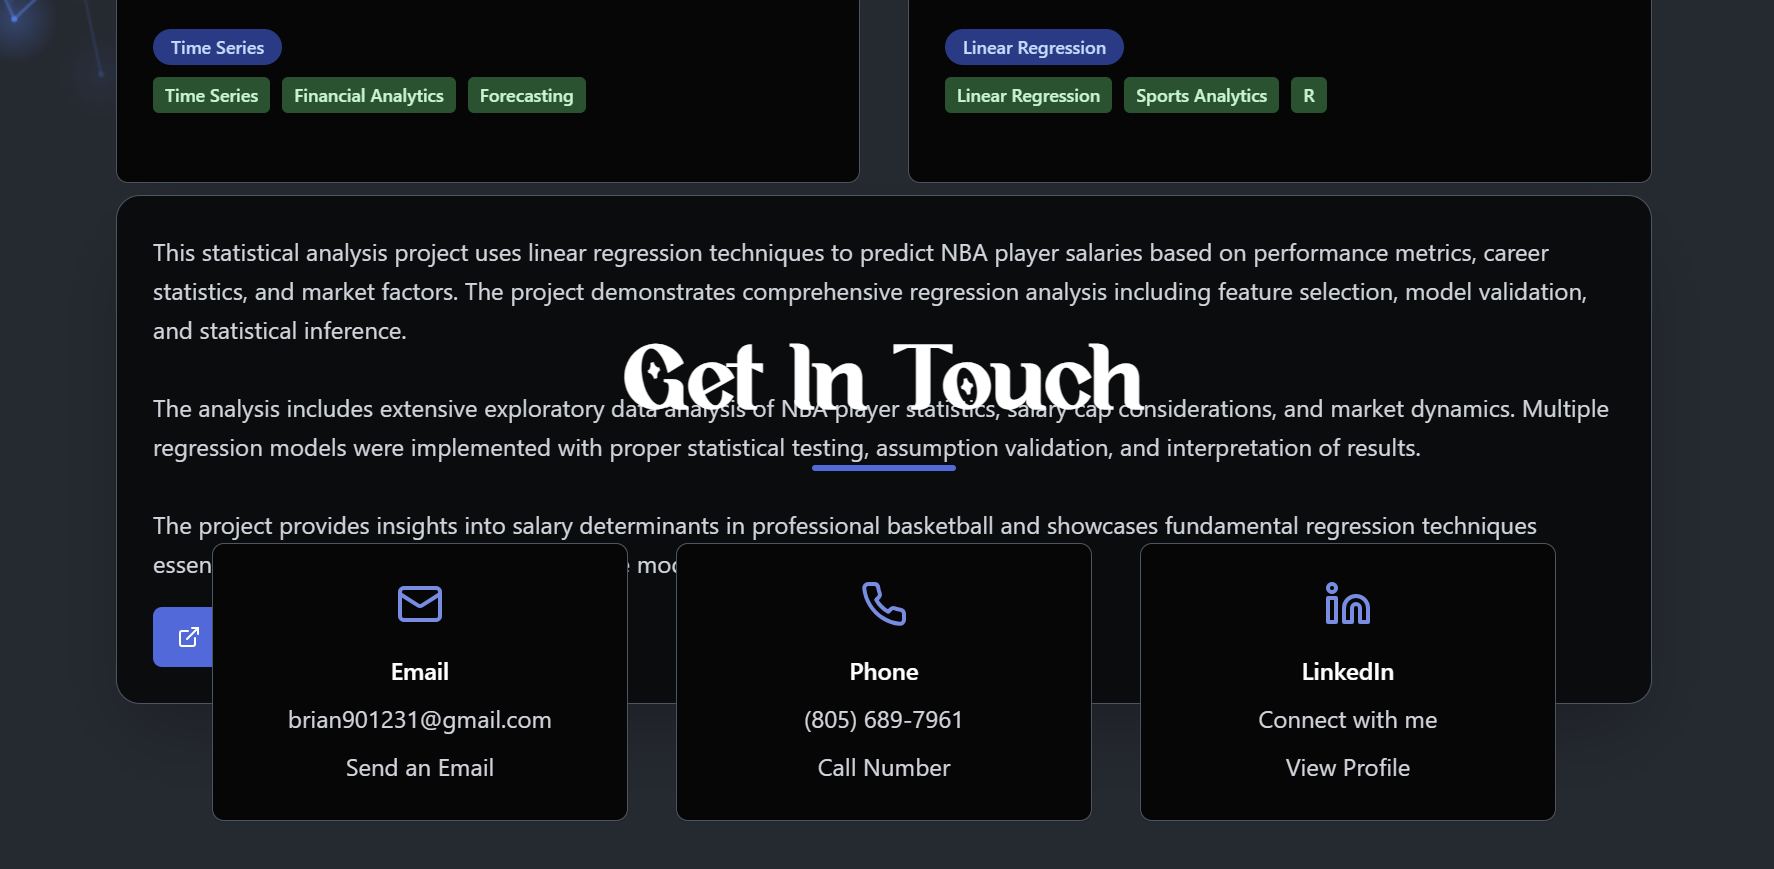 Time Series
Time Series Financial Analytics Forecasting
Linear Regression
Linear Regression Sports Analytics R
This statistical analysis project uses linear regression techniques to predict NBA player salaries based on performance metrics, career
statistics, and market factors. The project demonstrates comprehensive regression analysis including feature selection, model validation,
and statistical inference.
Get In Touch
The analysis includes extensive exploratory data analysis of NBA player statistics, salary cap considerations, and market dynamics. Multiple
regression models were implemented with proper statistical testing, assumption validation, and interpretation of results.
The project provides insights into salary determinants in professional basketball and showcases fundamental regression techniques
Email
brian901231@gmail.com
Send an Email
Phone
(805) 689-7961
Call Number
LinkedIn
Connect with me
View Profile